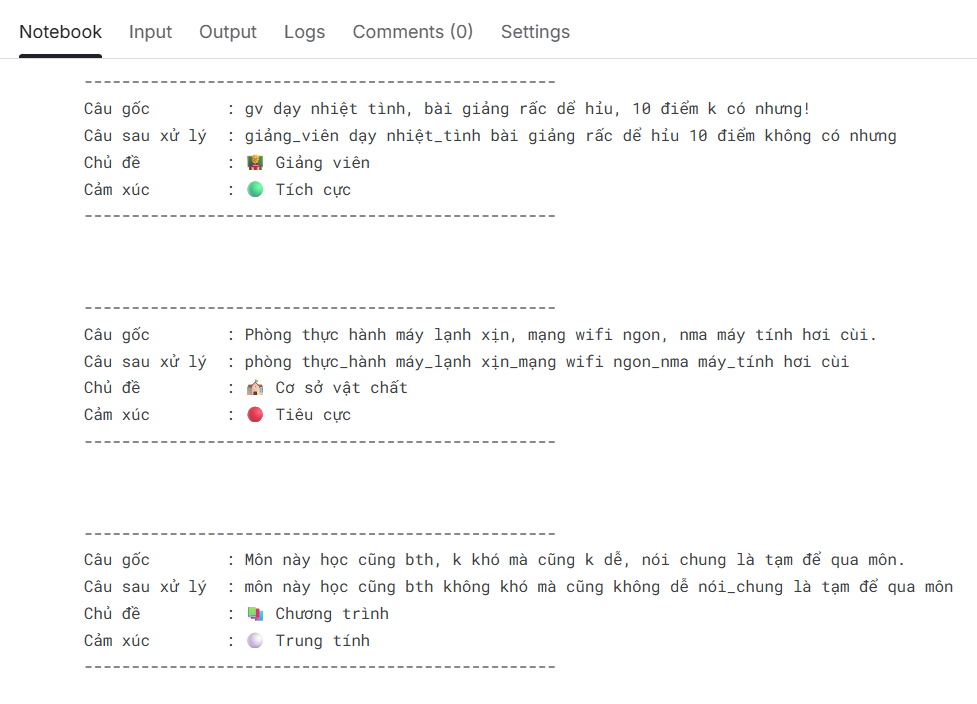 Notebook Input Output Logs Comments (0) Settings
--------------------------------------------------
Câu gốc : gv dạy nhiệt tình, bài giảng rấc dể hỉu, 10 điểm k có nhưng!
Câu sau xử lý : giảng_viên dạy nhiệt_tình bài giảng rấc dể hỉu 10 điểm không có nhưng
Chủ đề : 👨‍🏫 Giảng viên
Cảm xúc : 🟢 Tích cực
--------------------------------------------------
--------------------------------------------------
Câu gốc : Phòng thực hành máy lạnh xịn, mạng wifi ngon, nma máy tính hơi cùi.
Câu sau xử lý : phòng thực_hành máy_lạnh xịn_mạng wifi ngon_nma máy_tính hơi cùi
Chủ đề : 🏫 Cơ sở vật chất
Cảm xúc : 🔴 Tiêu cực
--------------------------------------------------
--------------------------------------------------
Câu gốc : Môn này học cũng bth, k khó mà cũng k dễ, nói chung là tạm để qua môn.
Câu sau xử lý : môn này học cũng bth không khó mà cũng không dễ nói_chung là tạm để qua môn
Chủ đề : 📚 Chương trình
Cảm xúc : ⚪ Trung tính
--------------------------------------------------